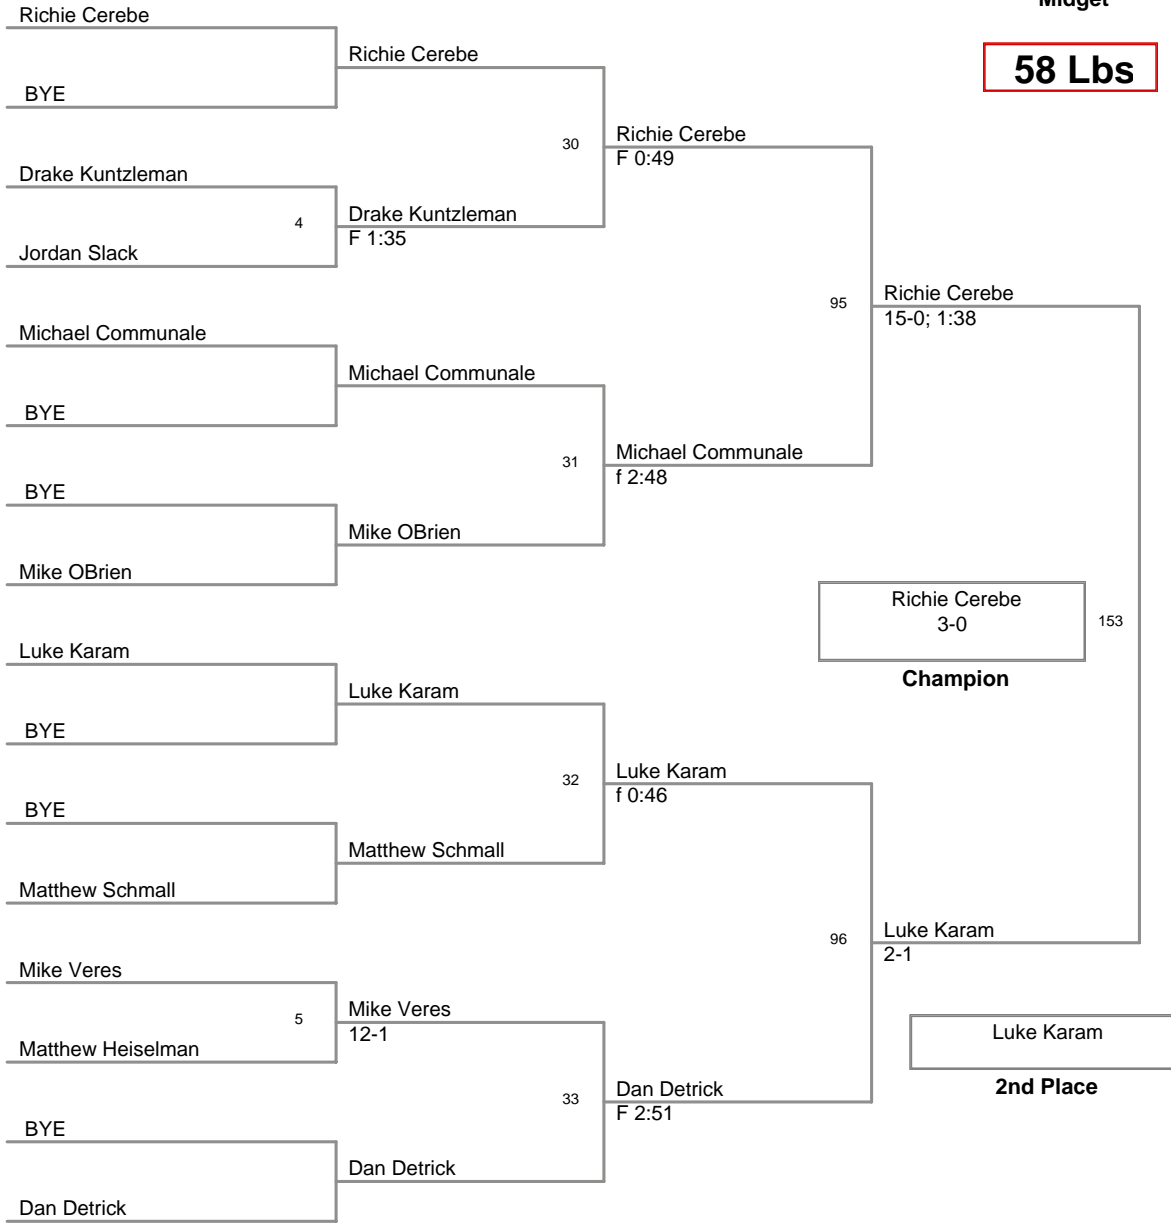 Midget
58 Lbs
Richie Cerebe
BYE
Drake Kuntzleman
4
Jordan Slack
Michael Communale
BYE
BYE
Mike OBrien
Luke Karam
BYE
BYE
Matthew Schmall
Mike Veres
5
Matthew Heiselman
BYE
Dan Detrick
Richie Cerebe
30
Drake Kuntzleman
F 1:35
Michael Communale
31
Mike OBrien
Luke Karam
32
Matthew Schmall
Mike Veres
12-1
33
Dan Detrick
Richie Cerebe
F 0:49
95
Michael Communale
f 2:48
Luke Karam
f 0:46
96
Dan Detrick
F 2:51
Richie Cerebe
15-0; 1:38
Richie Cerebe
3-0
153
Champion
Luke Karam
2-1
Luke Karam
2nd Place